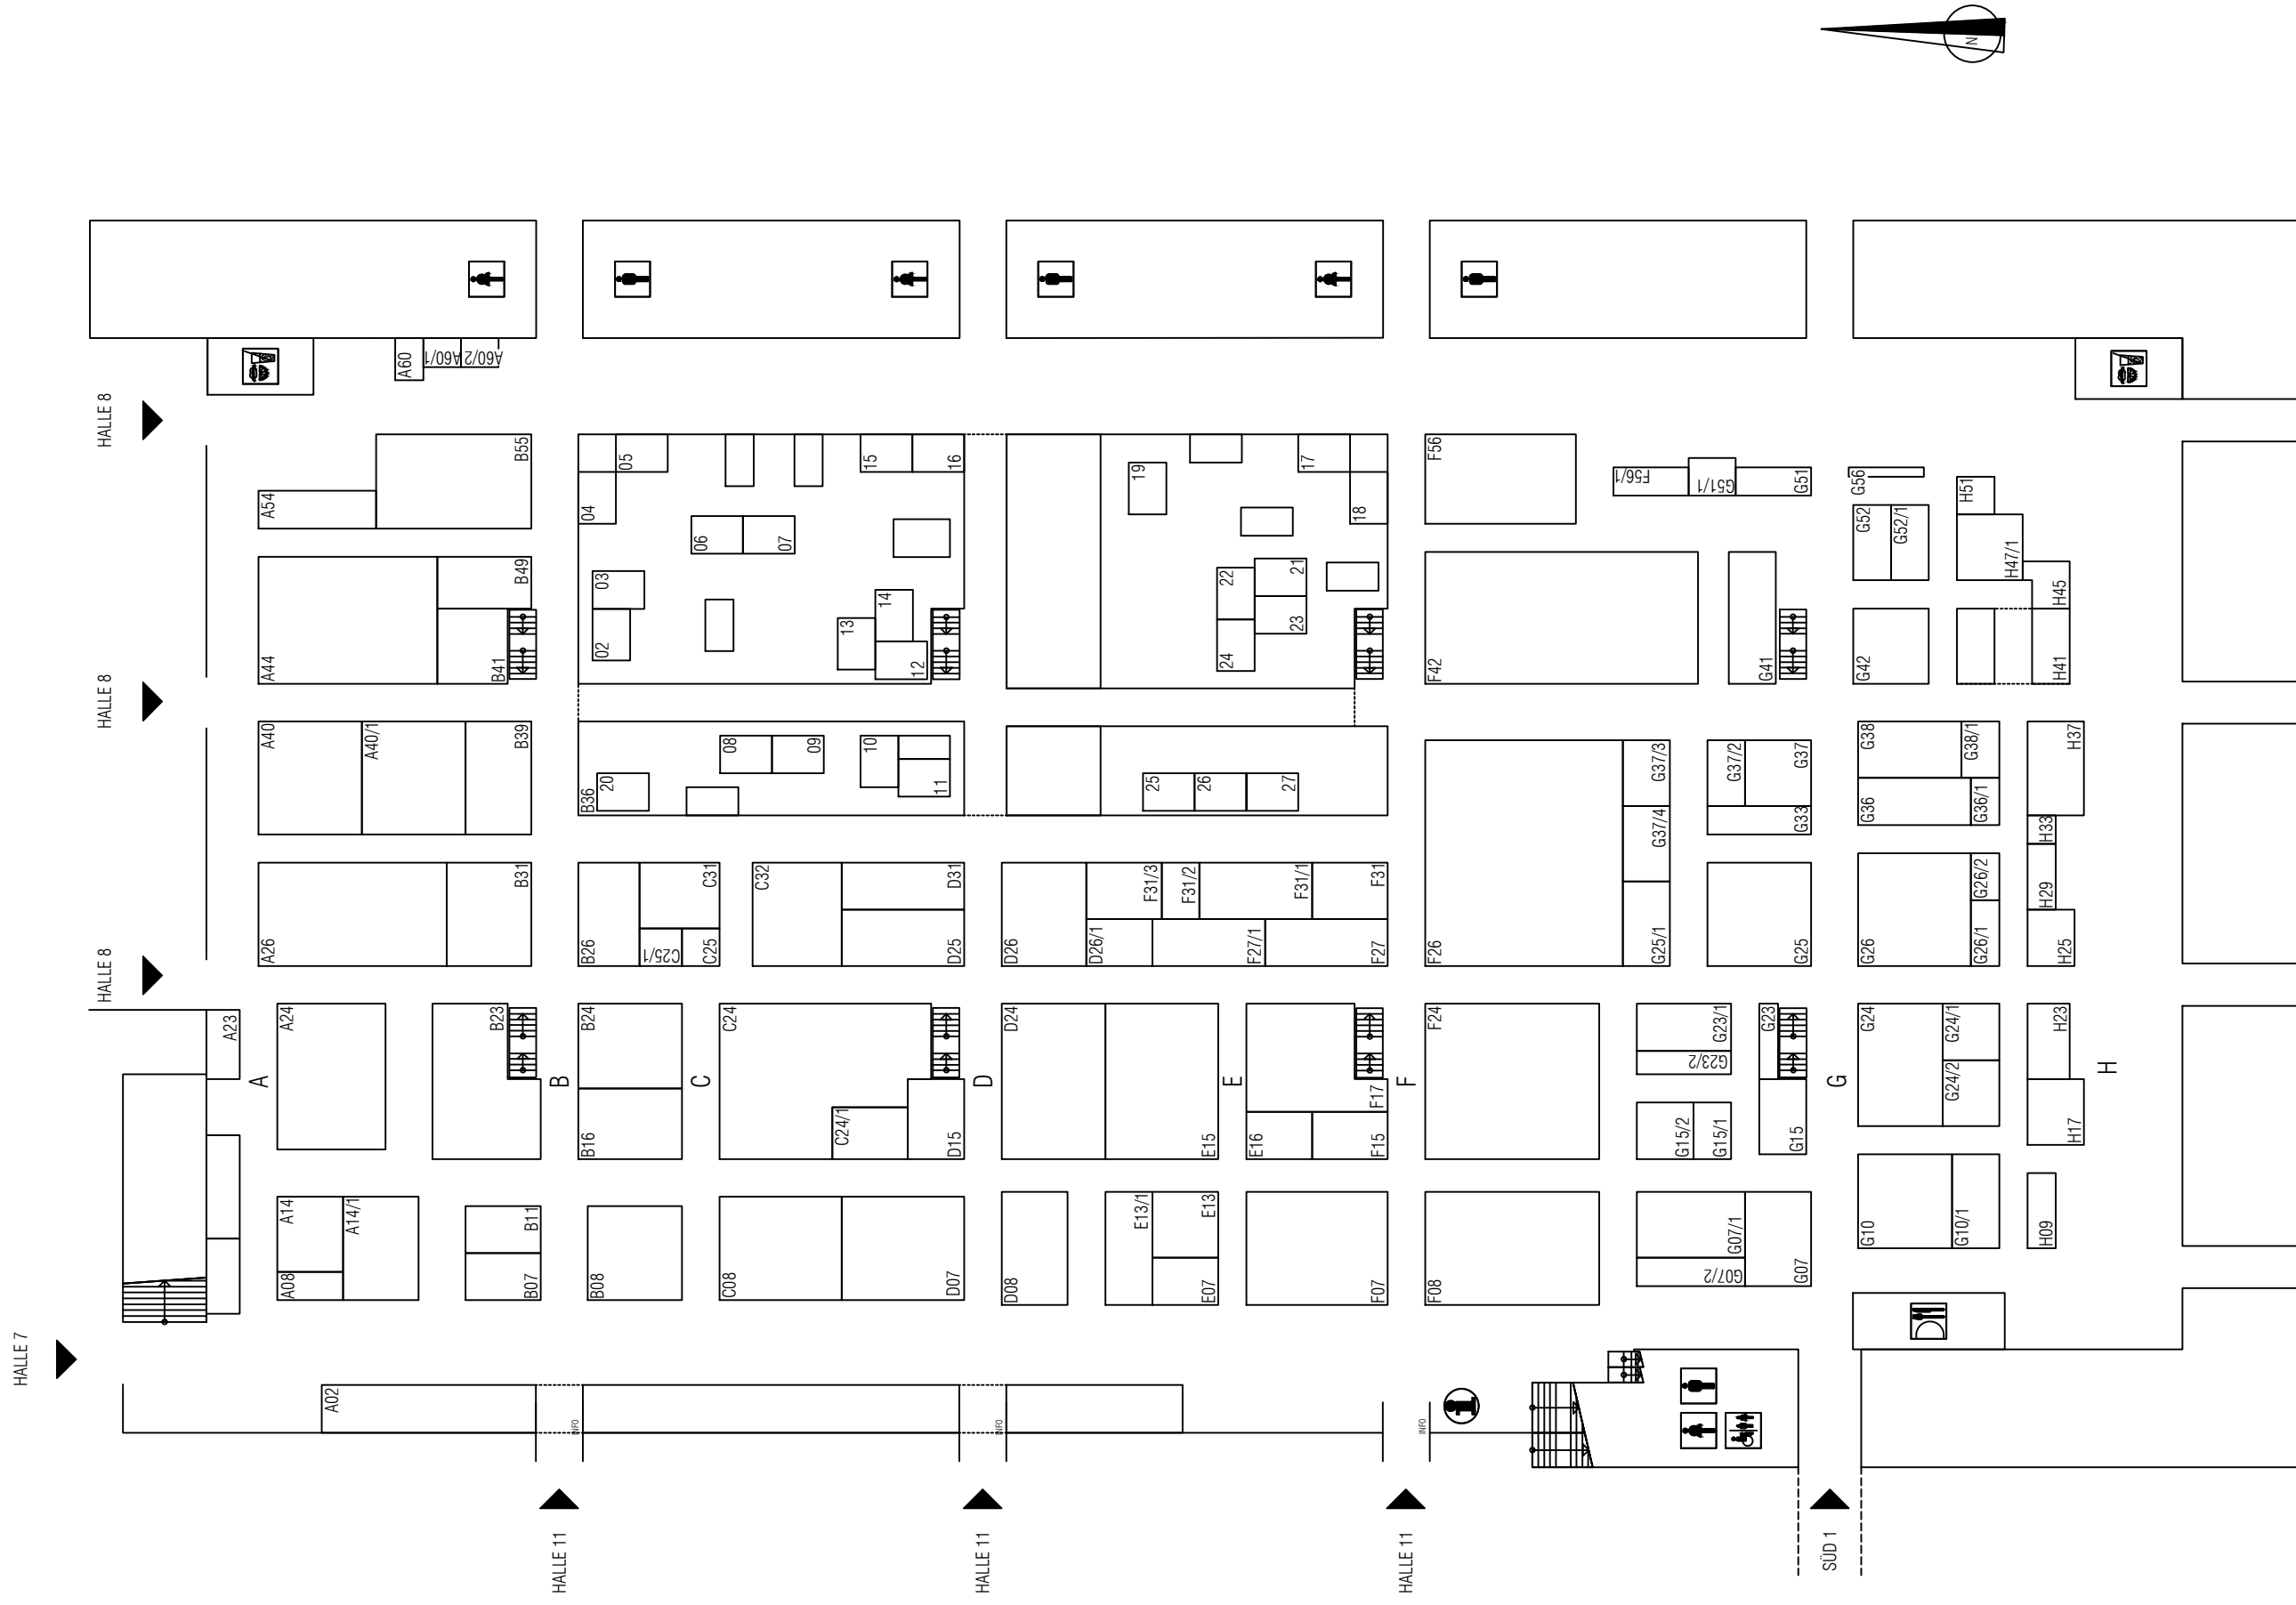 N
A60
A60/1
A60/2
HALLE 8
B55
05
15
16
19
17
F56
F56/1
G51/1
G51
G56
H51
A54
04
06
07
18
G52
G52/1
H47/1
B49
03
14
22
21
H45
13
23
HALLE 8
A44
B41
02
12
24
F42
G41
G42
H41
A40
A40/1
B39
08
09
10
G37/3
G37/2
G37
G38
G38/1
H37
B36
20
11
25
26
27
G37/4
G33
G36
G36/1
H33
B31
C31
C32
D31
F31/3
F31/2
F31/1
F31
G26/2
H29
HALLE 8
A26
B26
C25/1
C25
D25
D26
D26/1
F27/1
F27
F26
G25/1
G25
G26
G26/1
H25
A23
A24
B23
B24
C24
D24
F24
G23/1
G23
G24
G24/1
H23
G23/2
G24/2
A
B
C
D
E
F
G
H
F17
B16
C24/1
D15
E15
E16
F15
G15/2
G15/1
G15
H17
A14
A14/1
B11
E13/1
E13
G07/1
G10
G10/1
H09
A08
B07
B08
C08
D07
D08
E07
F07
F08
G07/2
G07
HALLE 7
A02
INFO
INFO
INFO
HALLE 11
HALLE 11
HALLE 11
SÜD 1